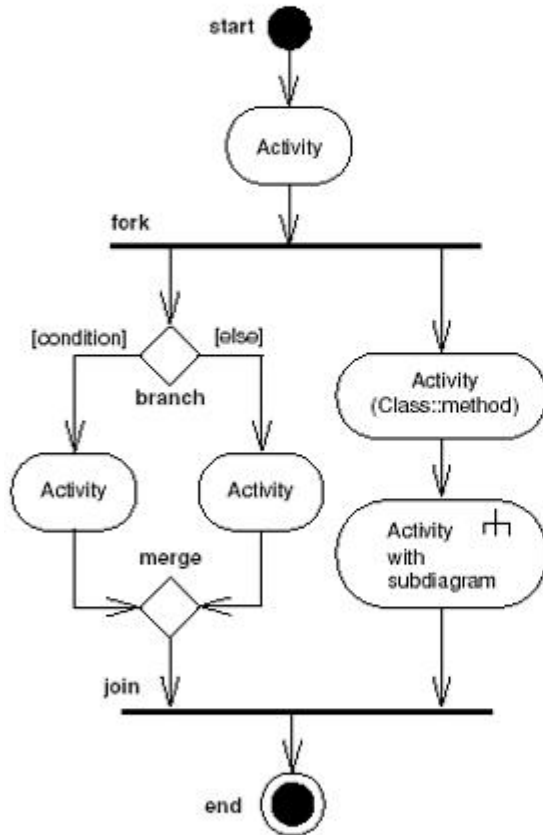 start
Activity
fork
[condition]
[else]
branch
Activity
(Class::method)
Activity
Activity
Activity
with
subdiagram
merge
join
end